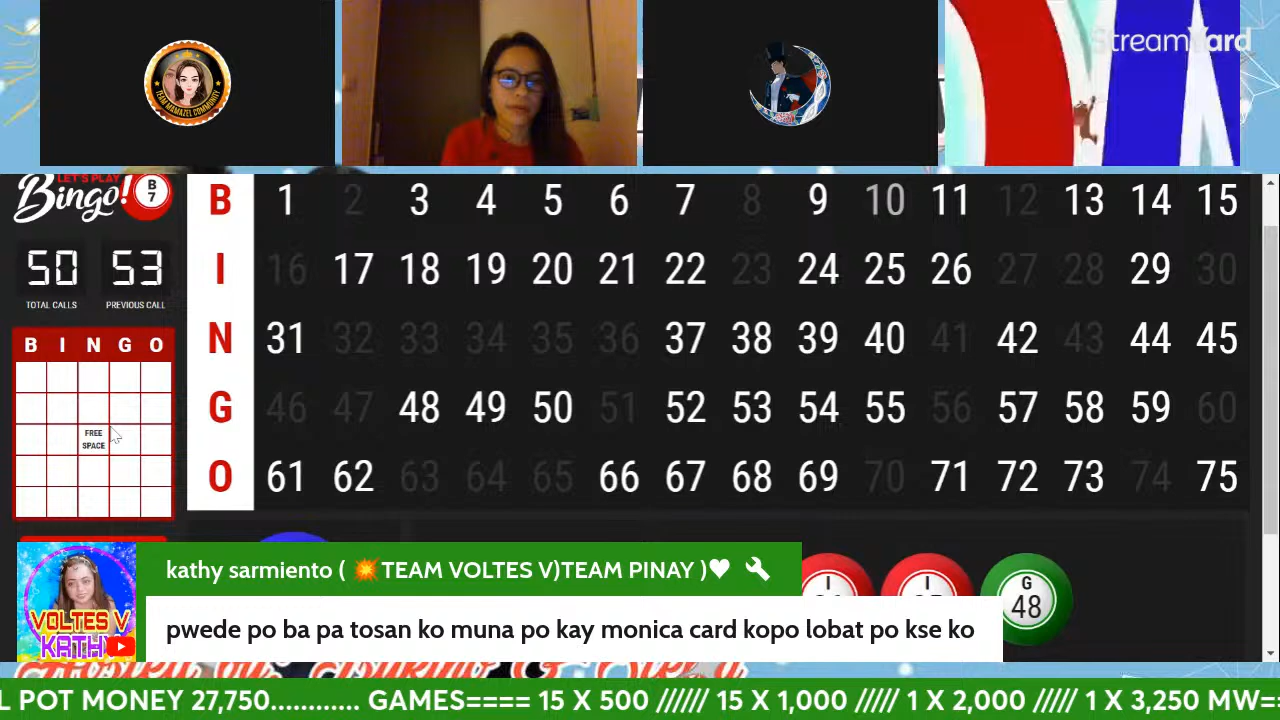 TEAM MAMAZEL COMMUNITY
StreamYard
LET'S PLAY
Bingo!
B
7
50 53
TOTAL CALLS PREVIOUS CALL
B 1 2 3 4 5 6 7 8 9 10 11 12 13 14 15
I 16 17 18 19 20 21 22 23 24 25 26 27 28 29 30
N 31 32 33 34 35 36 37 38 39 40 41 42 43 44 45
G 46 47 48 49 50 51 52 53 54 55 56 57 58 59 60
O 61 62 63 64 65 66 67 68 69 70 71 72 73 74 75
B I N G O
FREE
SPACE
I
I
G
48
VOLTES V
KATH
kathy sarmiento ( 💥TEAM VOLTES V)TEAM PINAY )♥ 🔧
pwede po ba pa tosan ko muna po kay monica card kopo lobat po kse ko
L POT MONEY 27,750............ GAMES==== 15 X 500 ////// 15 X 1,000 ///// 1 X 2,000 ///// 1 X 3,250 MW==